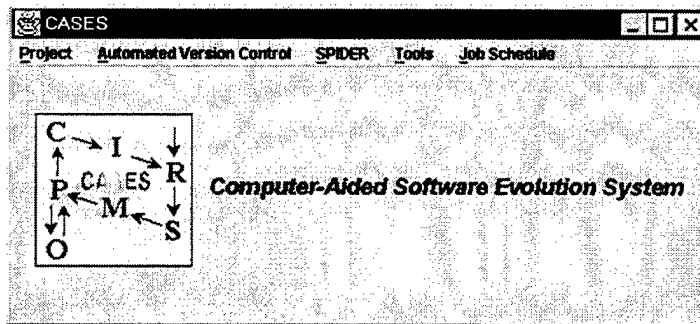 CASES
Project Automated Version Control SPIDER Tools Job Schedule
C I R
P CASES M S
O
Computer-Aided Software Evolution System